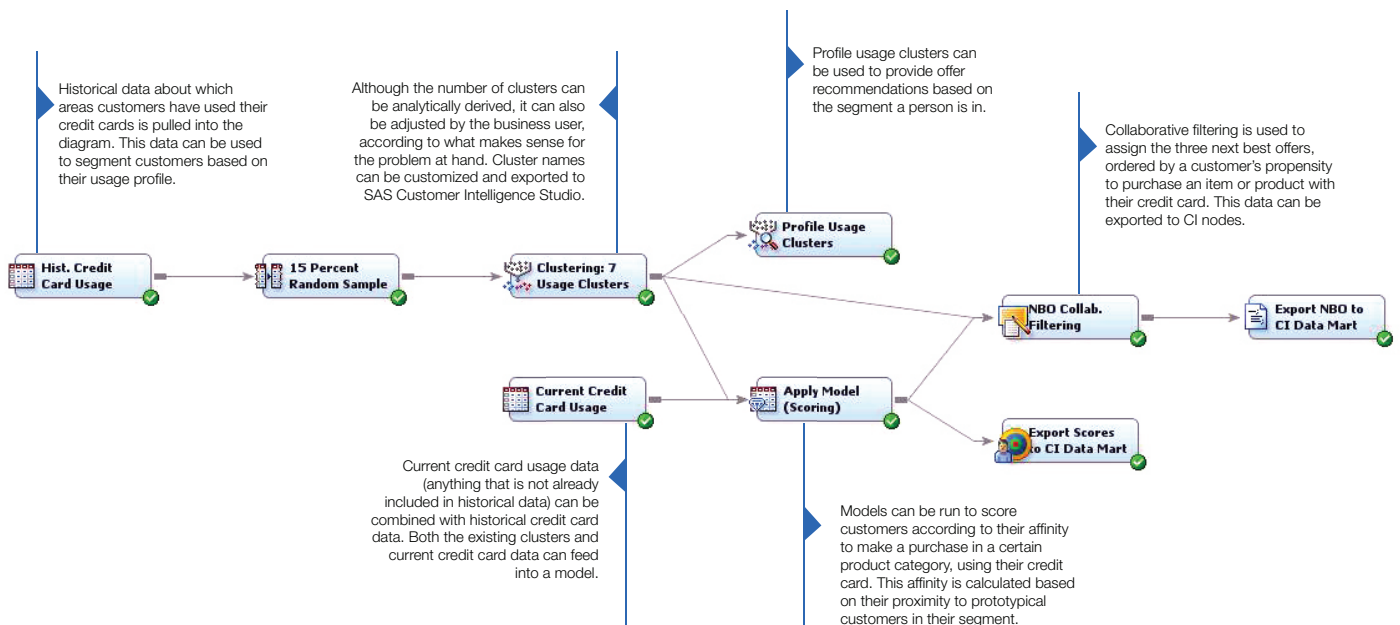 Historical data about which
areas customers have used their
credit cards is pulled into the
diagram. This data can be used
to segment customers based on
their usage profile.
Although the number of clusters can
be analytically derived, it can also
be adjusted by the business user,
according to what makes sense for
the problem at hand. Cluster names
can be customized and exported to
SAS Customer Intelligence Studio.
Profile usage clusters can
be used to provide offer
recommendations based on
the segment a person is in.
Collaborative filtering is used to
assign the three next best offers,
ordered by a customer’s propensity
to purchase an item or product with
their credit card. This data can be
exported to CI nodes.
Hist. Credit
Card Usage
15 Percent
Random Sample
Clustering: 7
Usage Clusters
Profile Usage
Clusters
NBO Collab.
Filtering
Export NBO to
CI Data Mart
Current Credit
Card Usage
Apply Model
(Scoring)
Export Scores
to CI Data Mart
Current credit card usage data
(anything that is not already
included in historical data) can be
combined with historical credit card
data. Both the existing clusters and
current credit card data can feed
into a model.
Models can be run to score
customers according to their affinity
to make a purchase in a certain
product category, using their credit
card. This affinity is calculated based
on their proximity to prototypical
customers in their segment.